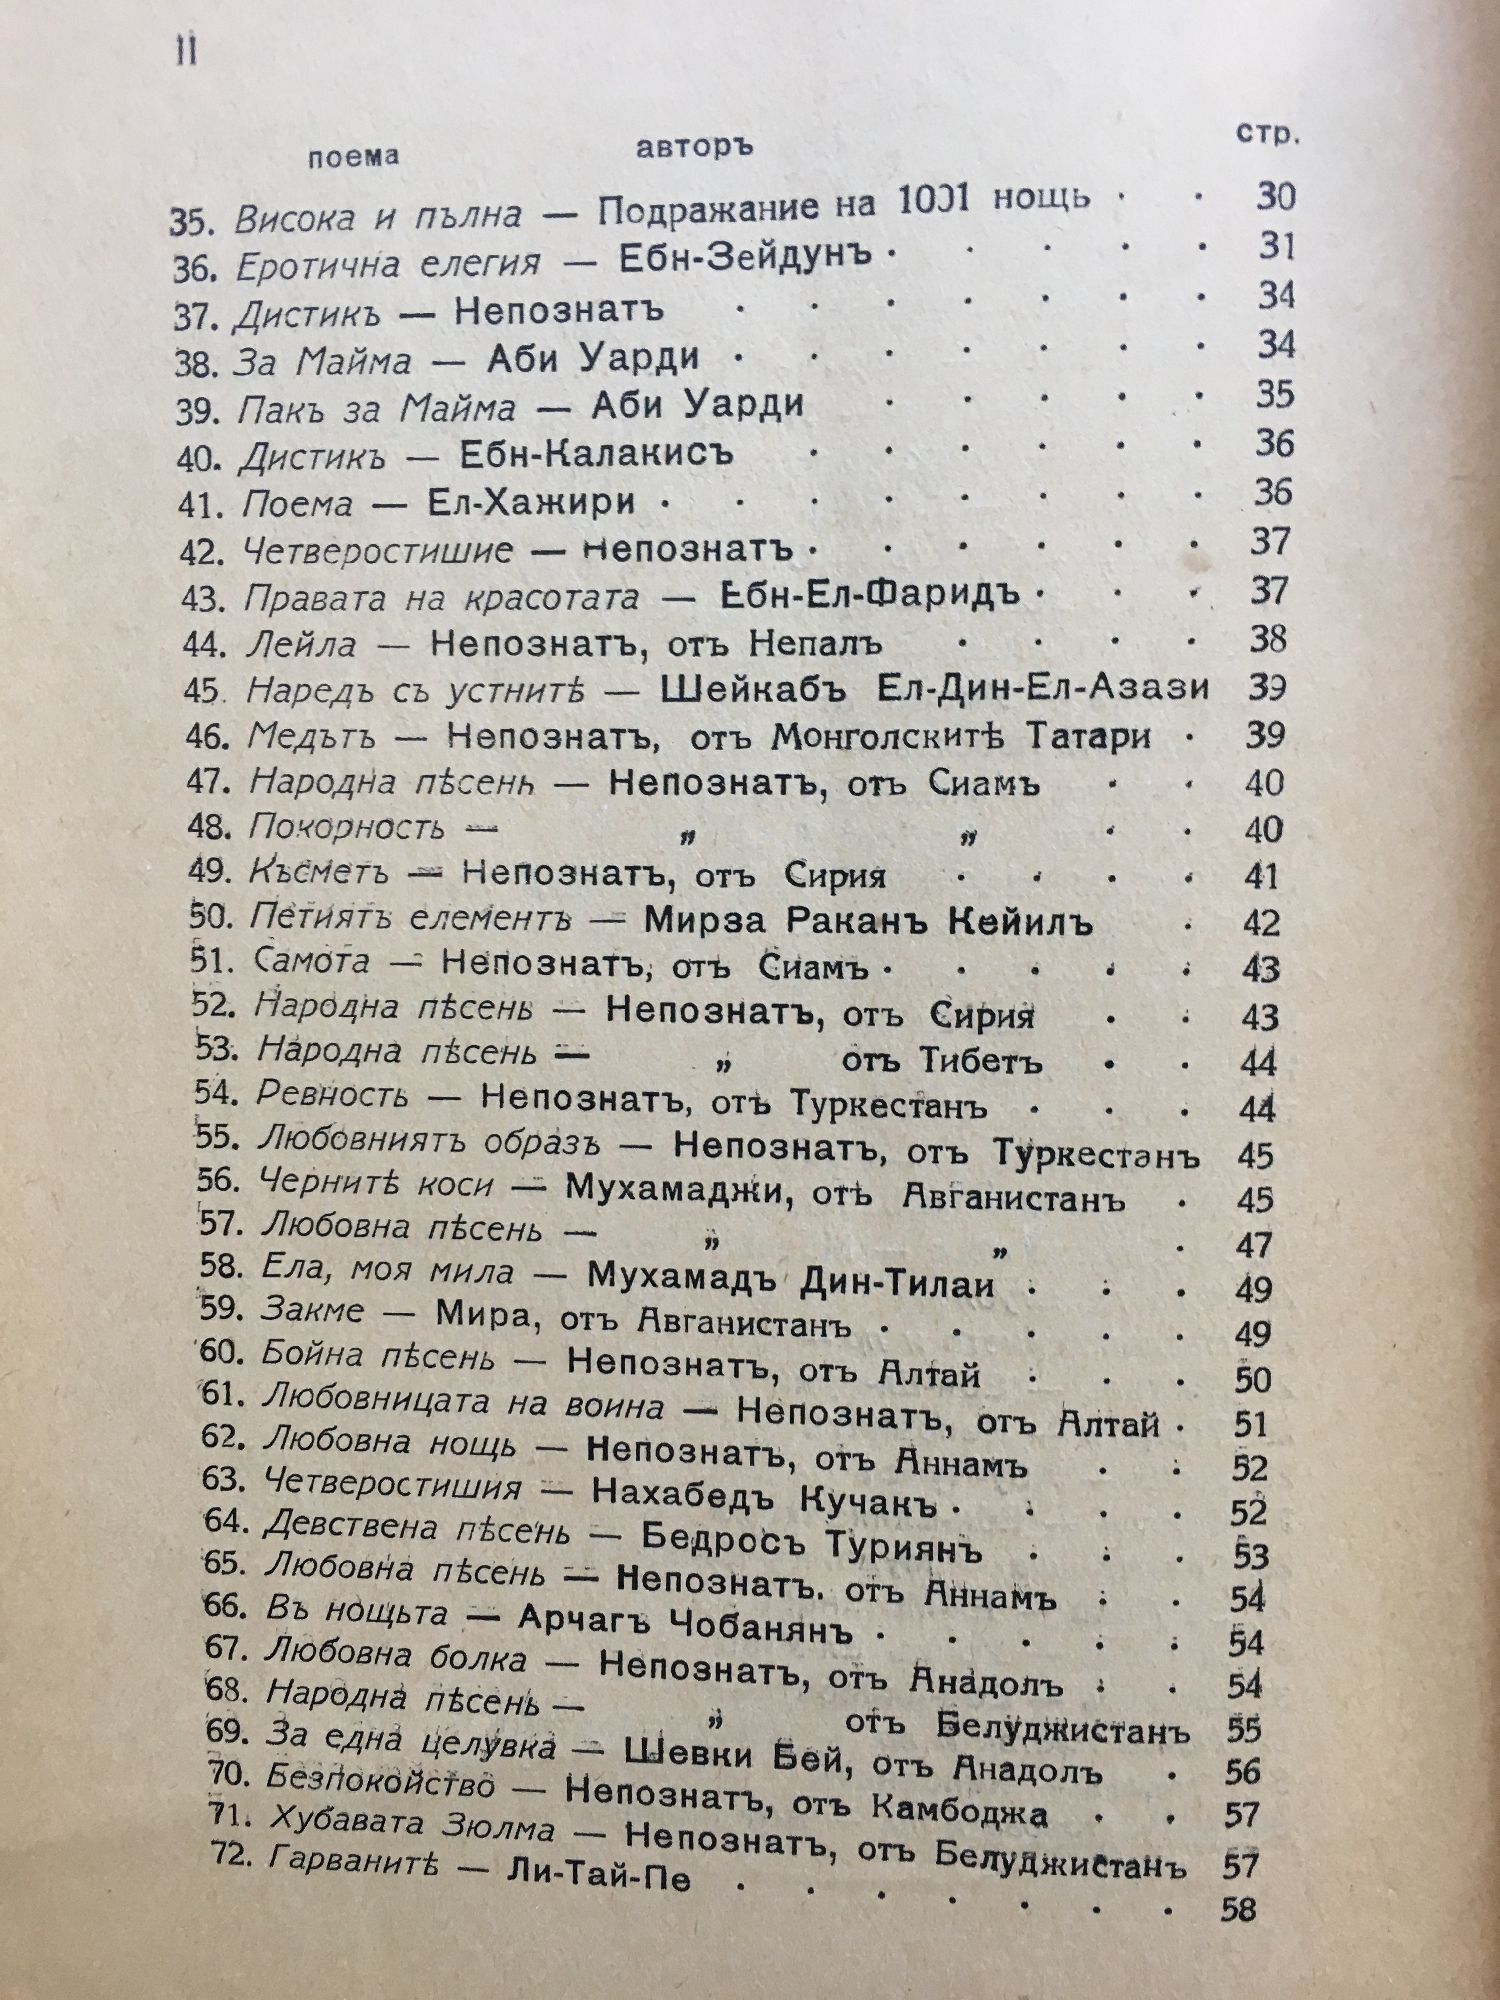 II
поема авторъ стр.
35. Висока и пълна — Подражание на 1001 нощь . . 30
36. Еротична елегия — Ебн-Зейдунъ . . . . . 31
37. Дистикъ — Непознатъ . . . . . . . 34
38. За Майма — Аби Уарди . . . . . . . 34
39. Пакъ за Майма — Аби Уарди . . . . . 35
40. Дистикъ — Ебн-Калакисъ . . . . . . 36
41. Поема — Ел-Хажири . . . . . . . . 36
42. Четверостишие — Непознатъ . . . . . . 37
43. Правата на красотата — Ебн-Ел-Фаридъ . . . 37
44. Лейла — Непознатъ, отъ Непалъ . . . . 38
45. Наредъ съ устнитѣ — Шейкабъ Ел-Дин-Ел-Азази 39
46. Медътъ — Непознатъ, отъ Монголскитѣ Татари . 39
47. Народна пѣсень — Непознатъ, отъ Сиамъ . . 40
48. Покорность — „ „ . . 40
49. Късметъ — Непознатъ, отъ Сирия . . . . 41
50. Петиятъ елементъ — Мирза Раканъ Кейилъ . 42
51. Самота — Непознатъ, отъ Сиамъ . . . . . 43
52. Народна пѣсень — Непознатъ, отъ Сирия . . 43
53. Народна пѣсень — „ отъ Тибетъ . . 44
54. Ревность — Непознатъ, отъ Туркестанъ . . . 44
55. Любовниятъ образъ — Непознатъ, отъ Туркестанъ 45
56. Чернитѣ коси — Мухамаджи, отъ Авганистанъ . 45
57. Любовна пѣсень — „ „ . 47
58. Ела, моя мила — Мухамадъ Дин-Тилаи . . . 49
59. Закме — Мира, отъ Авганистанъ . . . . . 49
60. Бойна пѣсень — Непознатъ, отъ Алтай . . . 50
61. Любовницата на воина — Непознатъ, отъ Алтай . 51
62. Любовна нощь — Непознатъ, отъ Аннамъ . . 52
63. Четверостишия — Нахабедъ Кучакъ . . . . 52
64. Девствена пѣсень — Бедросъ Туриянъ . . . 53
65. Любовна пѣсень — Непознатъ. отъ Аннамъ . . 54
66. Въ нощьта — Арчагъ Чобанянъ . . . . . 54
67. Любовна болка — Непознатъ, отъ Анадолъ . . 54
68. Народна пѣсень — „ отъ Белуджистанъ 55
69. За една целувка — Шевки Бей, отъ Анадолъ . 56
70. Безпокойство — Непознатъ, отъ Камбоджа . . 57
71. Хубавата Зюлма — Непознатъ, отъ Белуджистанъ 57
72. Гарванитѣ — Ли-Тай-Пе . . . . . . . 58